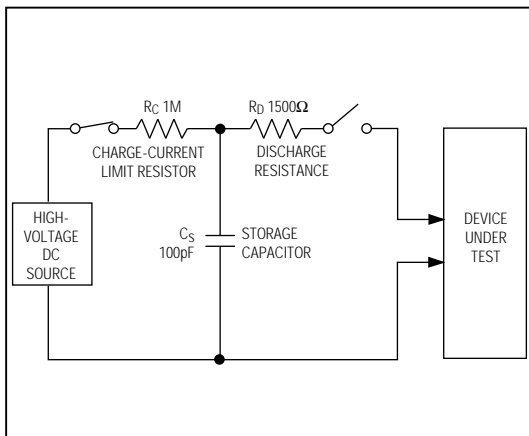 RC 1M
CHARGE-CURRENT
LIMIT RESISTOR
RD 1500Ω
DISCHARGE
RESISTANCE
HIGH-
VOLTAGE
DC
SOURCE
CS
100pF
STORAGE
CAPACITOR
DEVICE
UNDER
TEST